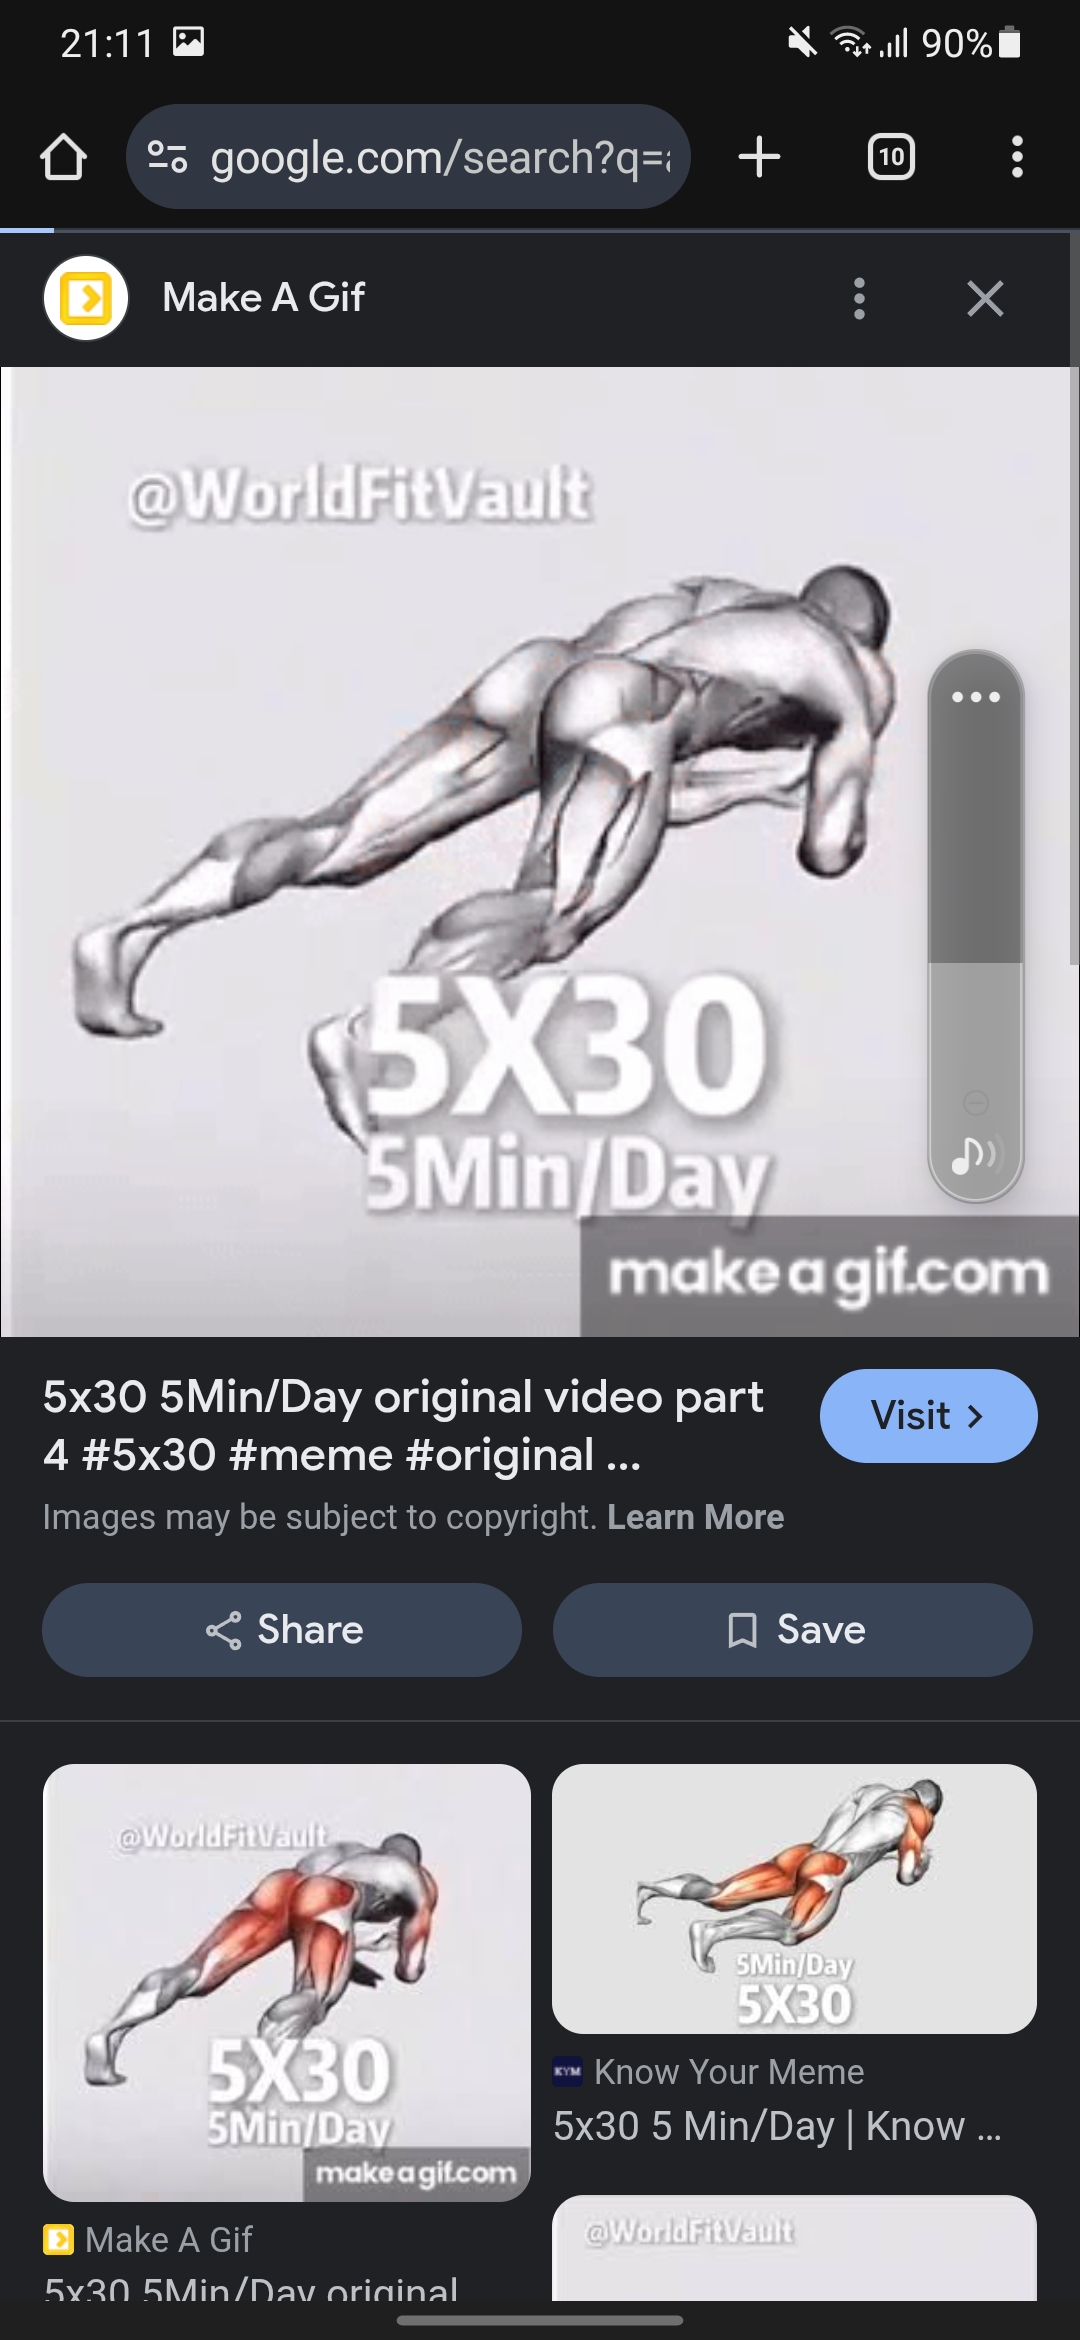 21:11
90%
google.com/search?q=
10
Make A Gif
@WorldFitVault
5X30
5Min/Day
makeagif.com
5x30 5Min/Day original video part
4 #5x30 #meme #original ...
Visit
Images may be subject to copyright. Learn More
Share
Save
@WorldFitVault
5X30
5Min/Day
makeagif.com
Make A Gif
5x30 5Min/Day original
5Min/Day
5X30
KYM
Know Your Meme
5x30 5 Min/Day | Know ...
@WorldFitVault